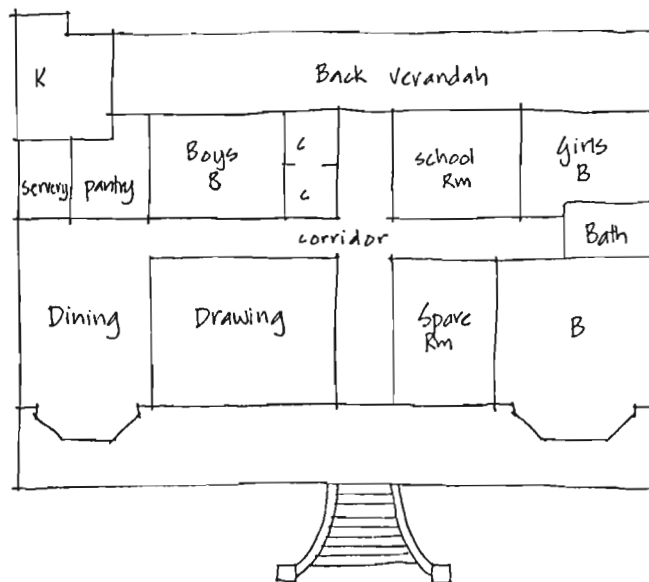 K
Back verandah
Boys
B
c
c
school
Rm
Girls
B
servery
pantry
corridor
Bath
Dining
Drawing
Spare
Rm
B